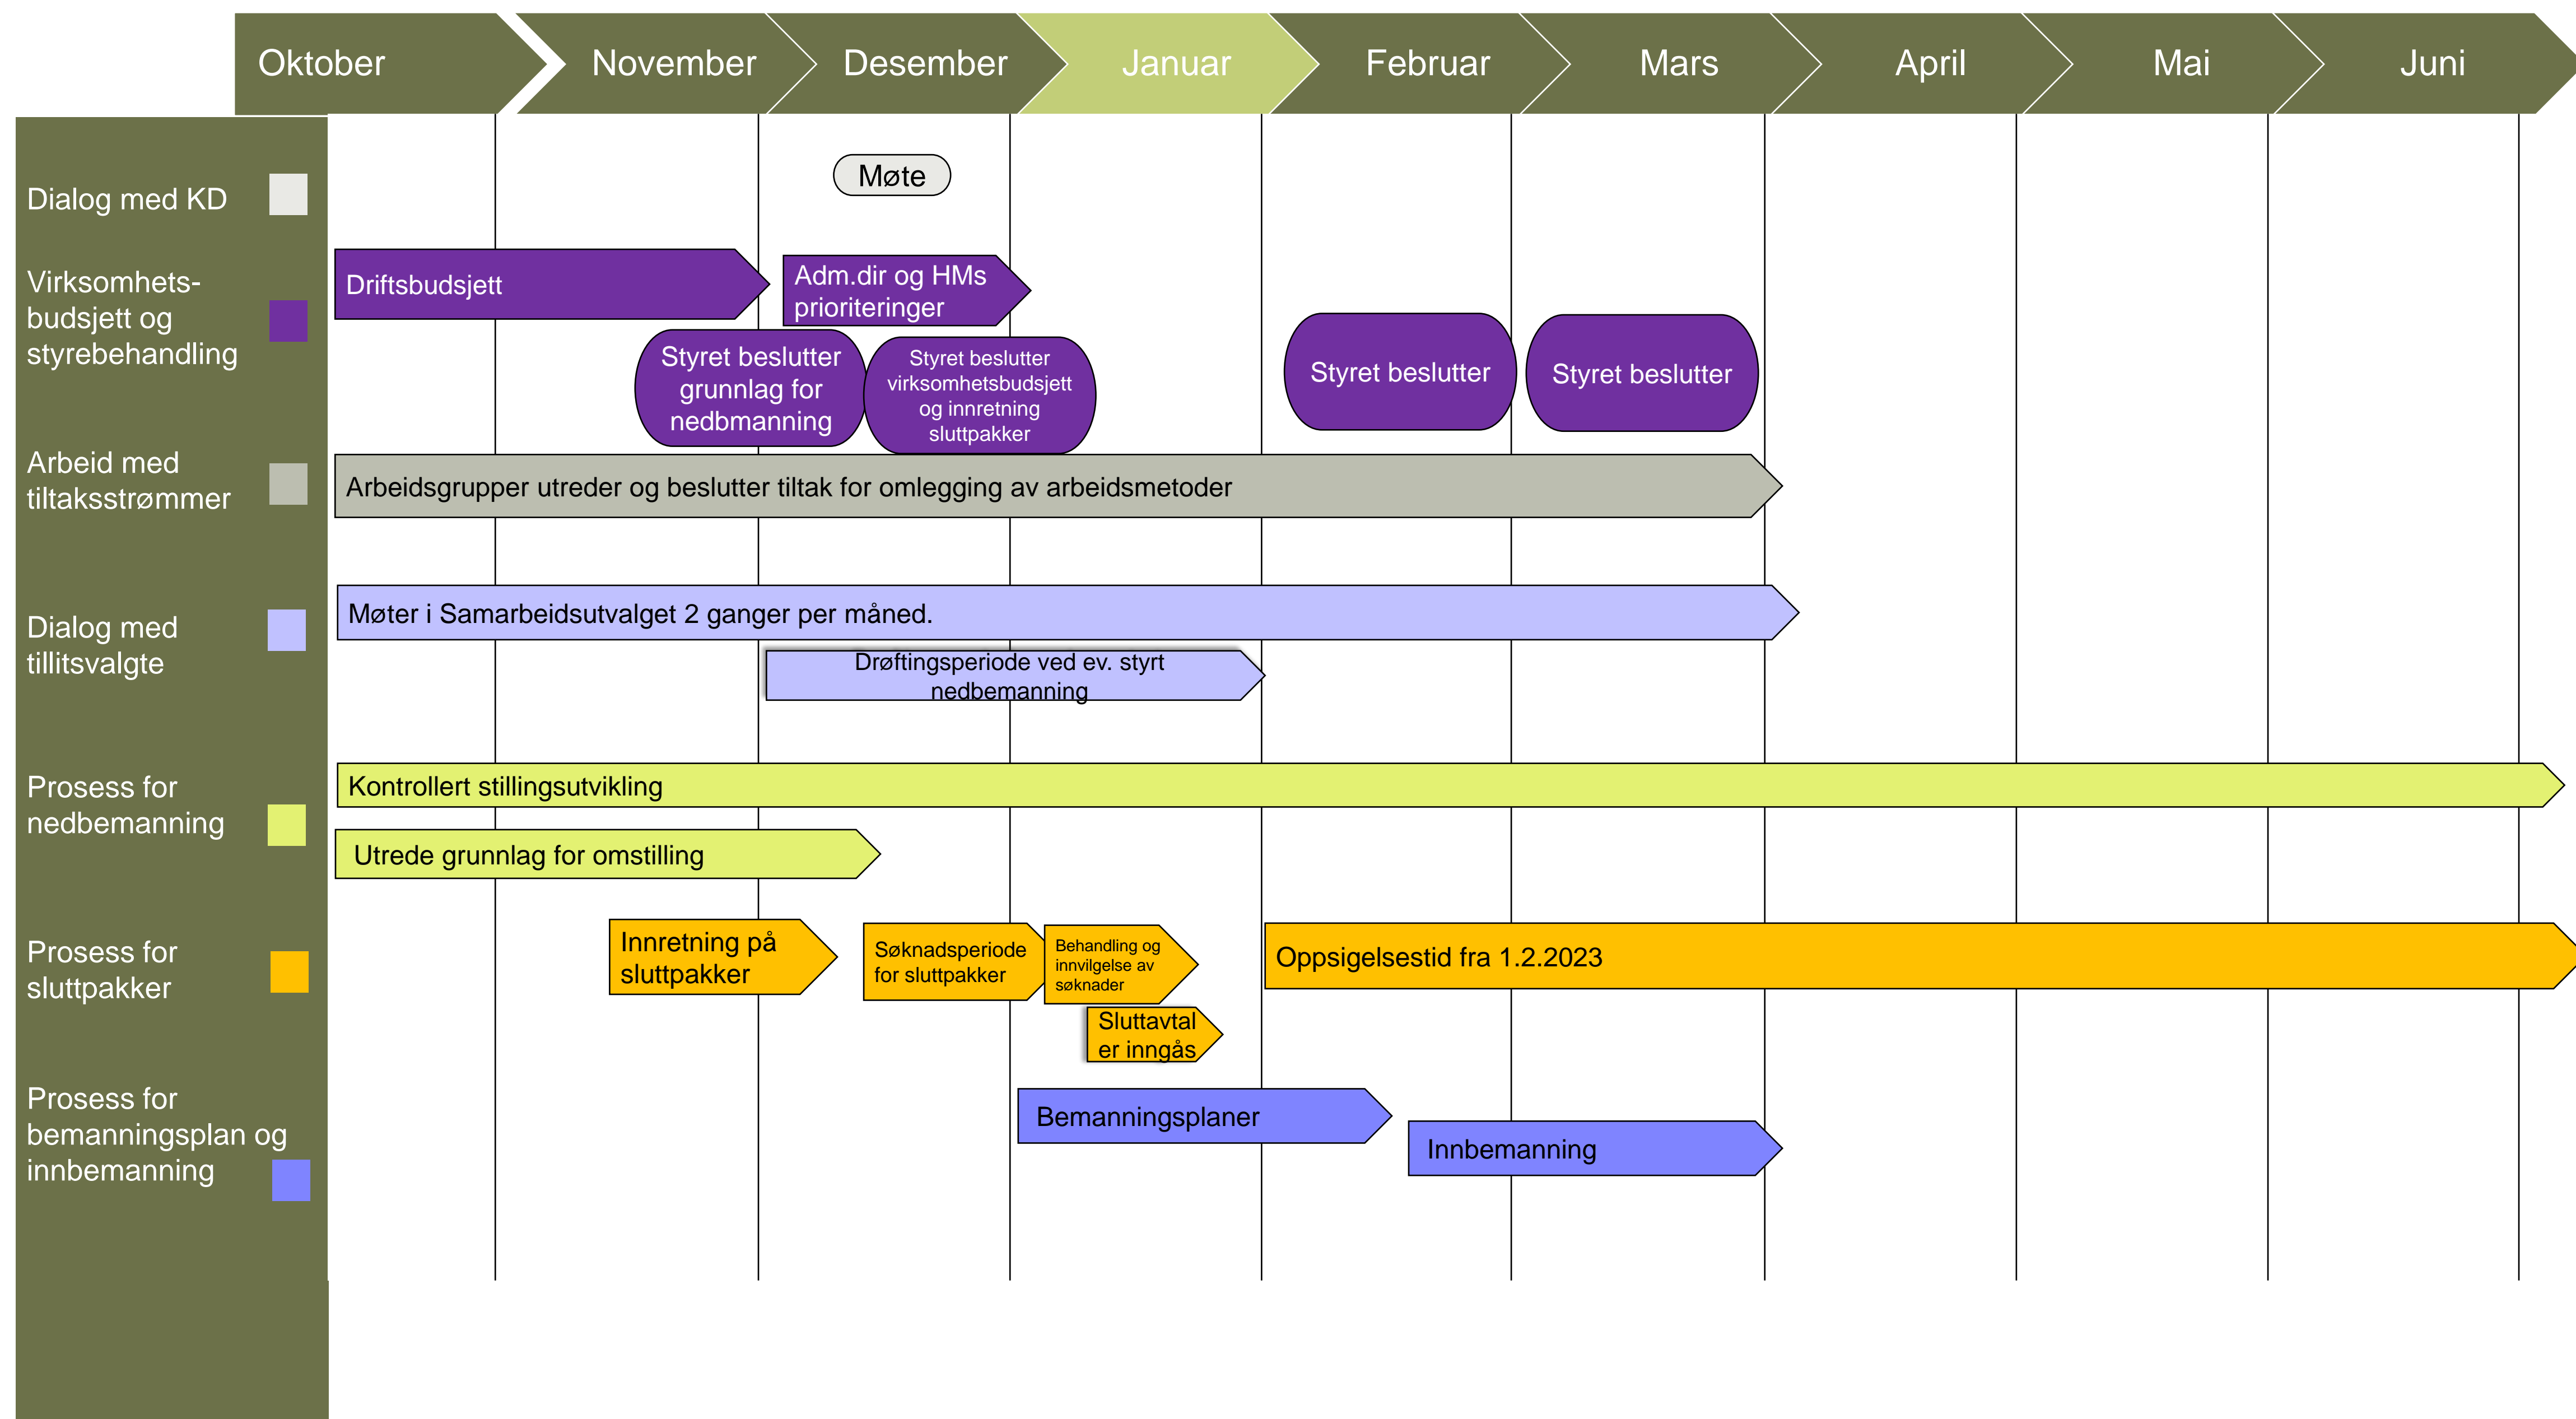 Oktober
November
Desember
Januar
Februar
Mars
April
Mai
Juni
Dialog med KD
Møte
Virksomhets-
budsjett og
styrebehandling
Driftsbudsjett
Adm.dir og HMs
prioriteringer
Styret beslutter
grunnlag for
nedbmanning
Styret beslutter
virksomhetsbudsjett
og innretning
sluttpakker
Styret beslutter
Styret beslutter
Arbeid med
tiltaksstrømmer
Arbeidsgrupper utreder og beslutter tiltak for omlegging av arbeidsmetoder
Dialog med
tillitsvalgte
Møter i Samarbeidsutvalget 2 ganger per måned.
Drøftingsperiode ved ev. styrt
nedbemanning
Prosess for
nedbemanning
Kontrollert stillingsutvikling
Utrede grunnlag for omstilling
Prosess for
sluttpakker
Innretning på
sluttpakker
Søknadsperiode
for sluttpakker
Behandling og
innvilgelse av
søknader
Sluttavtal
er inngås
Oppsigelsestid fra 1.2.2023
Prosess for
bemanningsplan og
innbemanning
Bemanningsplaner
Innbemanning